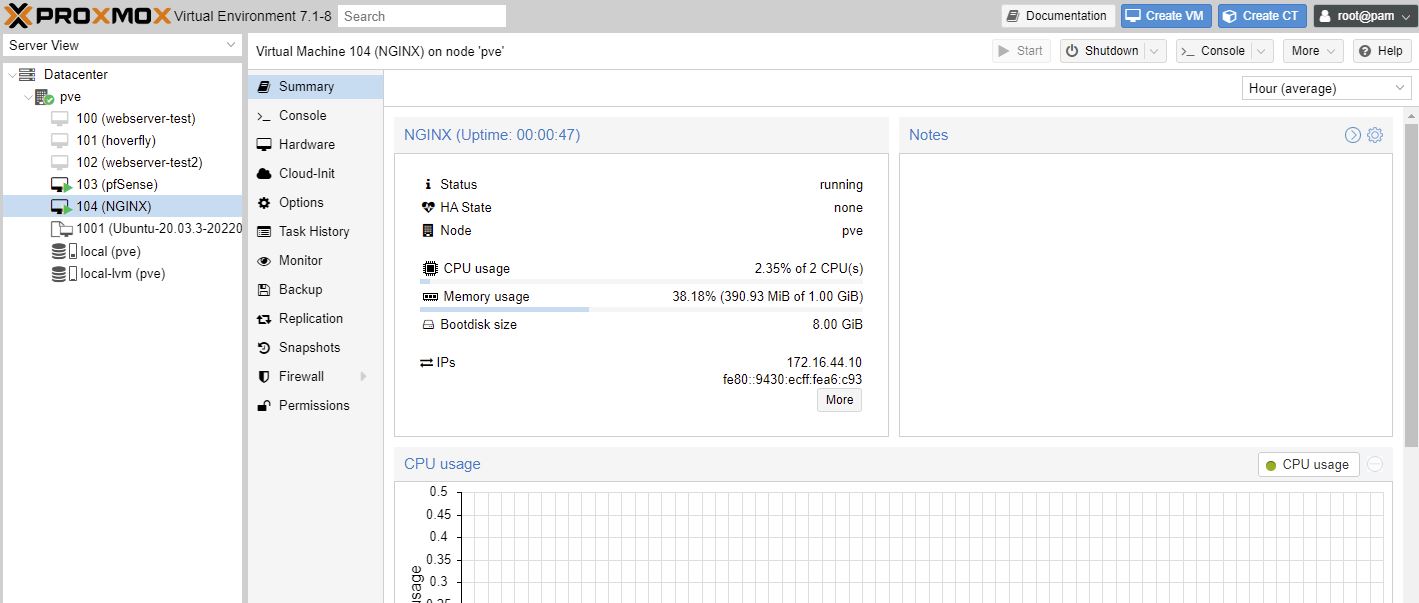 PROXMOX Virtual Environment 7.1-8 Search Documentation Create VM Create CT root@pam
Server View
Datacenter
pve
100 (webserver-test)
101 (hoverfly)
102 (webserver-test2)
103 (pfSense)
104 (NGINX)
1001 (Ubuntu-20.03.3-20220
local (pve)
local-lvm (pve)
Virtual Machine 104 (NGINX) on node 'pve' Start Shutdown >_ Console More Help
Summary
>_ Console
Hardware
Cloud-Init
Options
Task History
Monitor
Backup
Replication
Snapshots
Firewall
Permissions
Hour (average)
NGINX (Uptime: 00:00:47)
Status running
HA State none
Node pve
CPU usage 2.35% of 2 CPU(s)
Memory usage 38.18% (390.93 MiB of 1.00 GiB)
Bootdisk size 8.00 GiB
IPs 172.16.44.10
fe80::9430:ecff:fea6:c93
More
Notes
CPU usage
CPU usage
0.5
0.45
0.4
0.35
0.3
0.25
usage